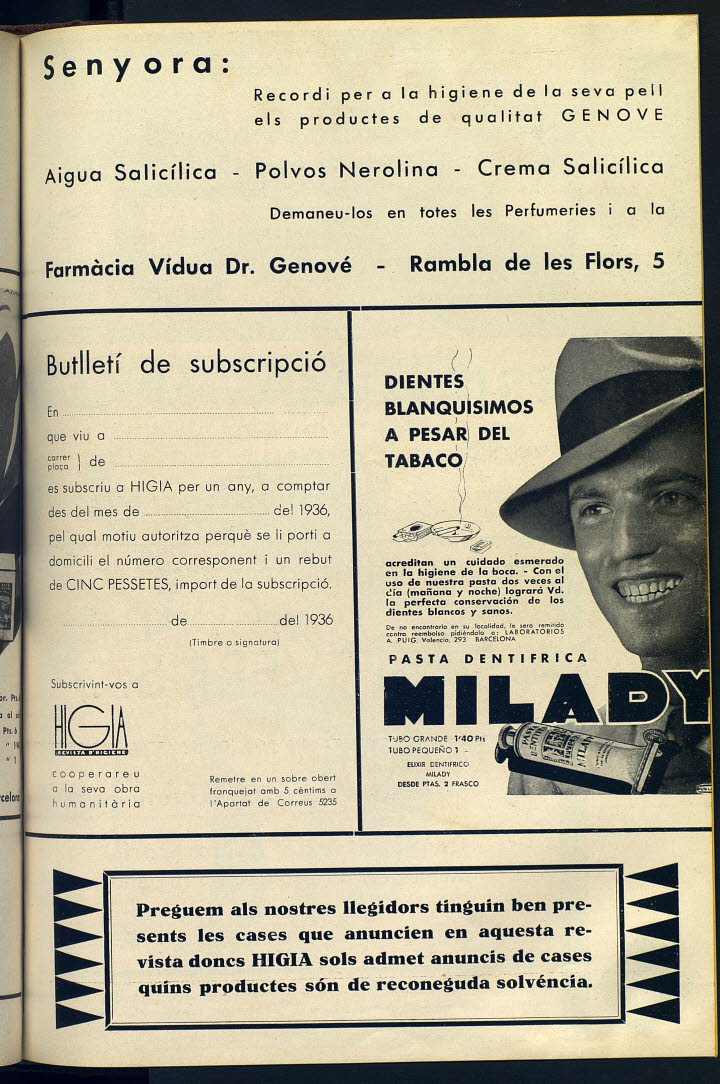 Senyora:
Recordi per a la higiene de la seva pell
els productes de qualitat GENOVE
Aigua Salicílica - Polvos Nerolina - Crema Salicílica
Demaneu-los en totes les Perfumeries i a la
Farmàcia Vídua Dr. Genové - Rambla de les Flors, 5
Butlletí de subscripció
En
que viu a
carrer
plaça } de
es subscriu a HIGIA per un any, a comptar
des del mes de del 1936,
pel qual motiu autoritza perquè se li porti a
domicili el número corresponent i un rebut
de CINC PESSETES, import de la subscripció.
de del 1936
(Timbre o signatura)
Subscrivint-vos a
HIGIA
REVISTA D'HIGIENE
cooperareu
a la seva obra
humanitària
Remetre en un sobre obert
franquejat amb 5 cèntims a
l'Apartat de Correus 5235
DIENTES
BLANQUISIMOS
A PESAR DEL
TABACO
acreditan un cuidado esmerado
en la higiene de la boca. - Con el
uso de nuestra pasta dos veces al
día (mañana y noche) logrará Vd.
la perfecta conservación de los
dientes blancos y sanos.
De no encontrarlo en su localidad, le será remitido
contra reembolso pidiéndolo a: LABORATORIOS
A. PUIG. Valencia, 293 BARCELONA
PASTA DENTIFRICA
MILADY
TUBO GRANDE 1'40 Pts
TUBO PEQUEÑO 1 -
ELIXIR DENTIFRICO
MILADY
DESDE PTAS. 2 FRASCO
Preguem als nostres llegidors tinguin ben pre-
sents les cases que anuncien en aquesta re-
vista doncs HIGIA sols admet anuncis de cases
quins productes són de reconeguda solvéncia.